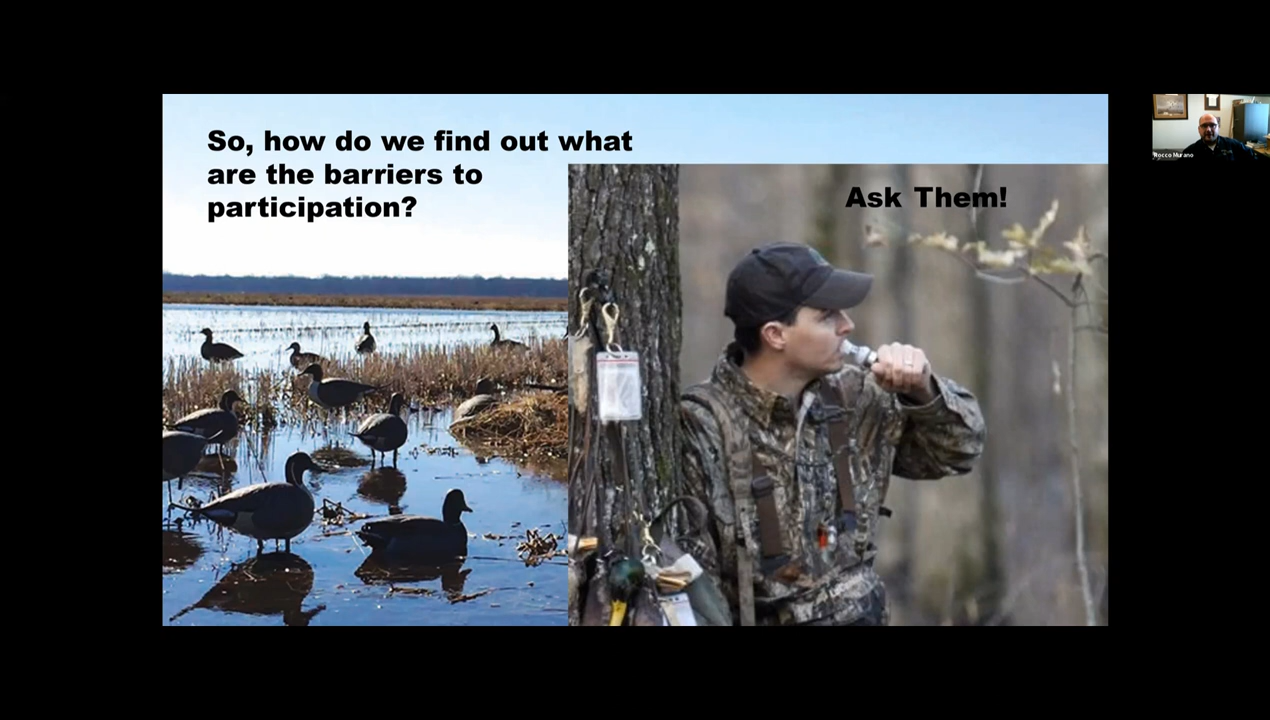 So, how do we find out what
are the barriers to
participation?
Ask Them!
Rocco Murano